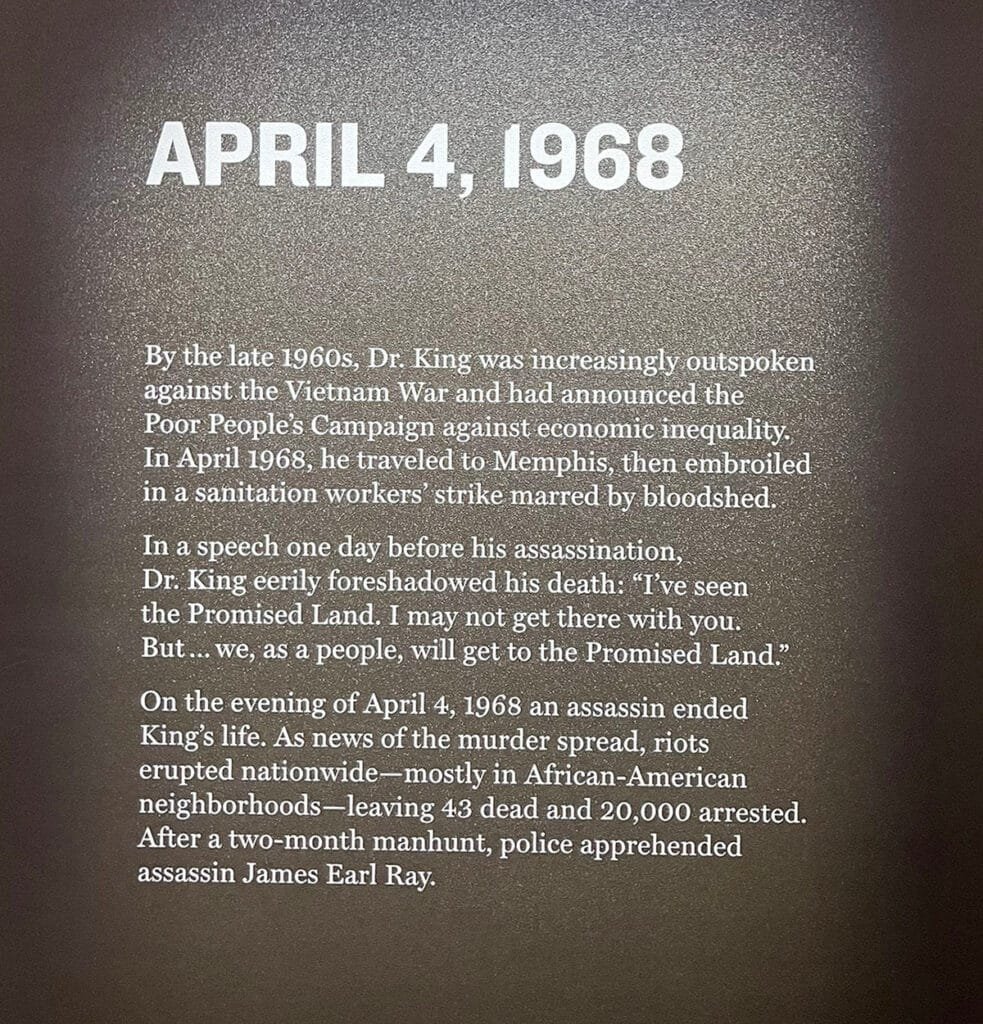 APRIL 4, 1968
By the late 1960s, Dr. King was increasingly outspoken
against the Vietnam War and had announced the
Poor People’s Campaign against economic inequality.
In April 1968, he traveled to Memphis, then embroiled
in a sanitation workers’ strike marred by bloodshed.
In a speech one day before his assassination,
Dr. King eerily foreshadowed his death: “I’ve seen
the Promised Land. I may not get there with you.
But... we, as a people, will get to the Promised Land.”
On the evening of April 4, 1968 an assassin ended
King’s life. As news of the murder spread, riots
erupted nationwide—mostly in African-American
neighborhoods—leaving 43 dead and 20,000 arrested.
After a two-month manhunt, police apprehended
assassin James Earl Ray.